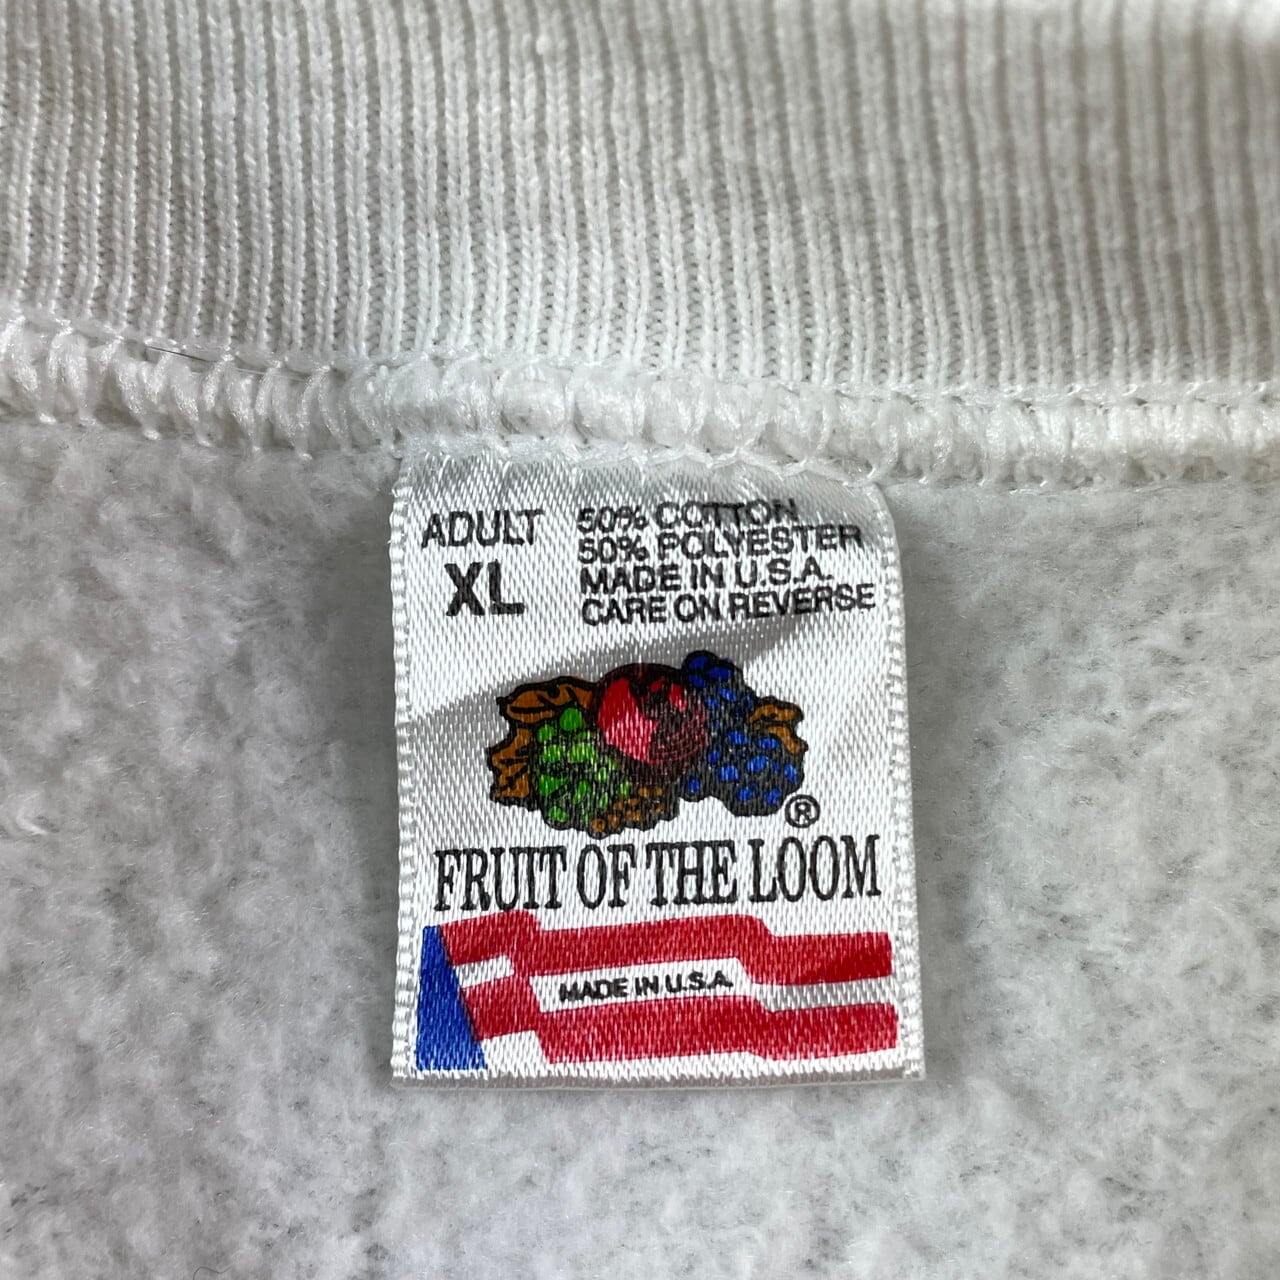 ADULT
XL
50% COTTON
50% POLYESTER
MADE IN U.S.A.
CARE ON REVERSE
®
FRUIT OF THE LOOM
MADE IN U.S.A.